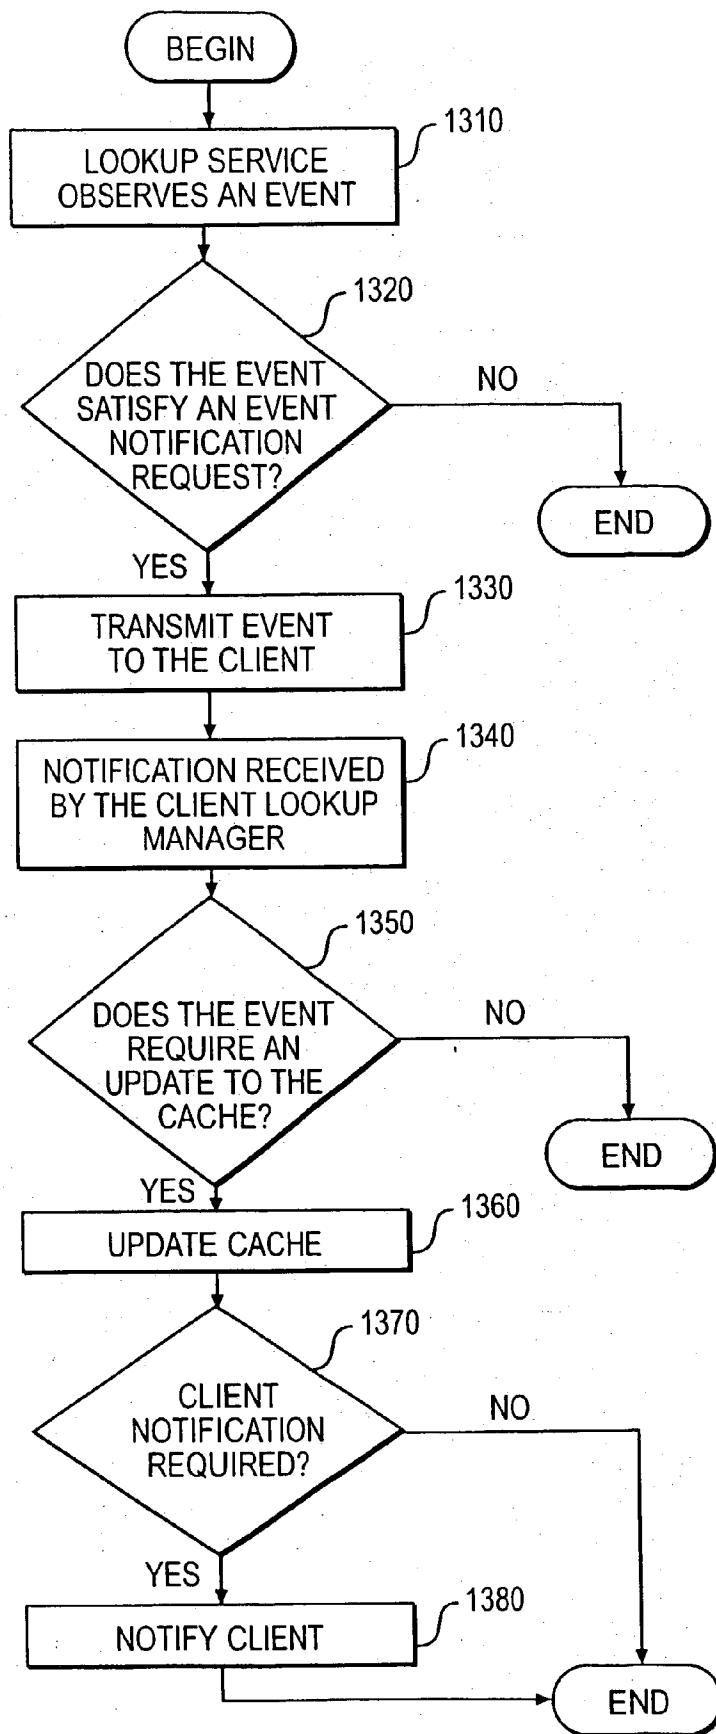 BEGIN
1310
LOOKUP SERVICE
OBSERVES AN EVENT
1320
DOES THE EVENT
SATISFY AN EVENT
NOTIFICATION
REQUEST?
NO
END
YES
1330
TRANSMIT EVENT
TO THE CLIENT
1340
NOTIFICATION RECEIVED
BY THE CLIENT LOOKUP
MANAGER
1350
DOES THE EVENT
REQUIRE AN
UPDATE TO THE
CACHE?
NO
END
YES
1360
UPDATE CACHE
1370
CLIENT
NOTIFICATION
REQUIRED?
NO
YES
1380
NOTIFY CLIENT
END